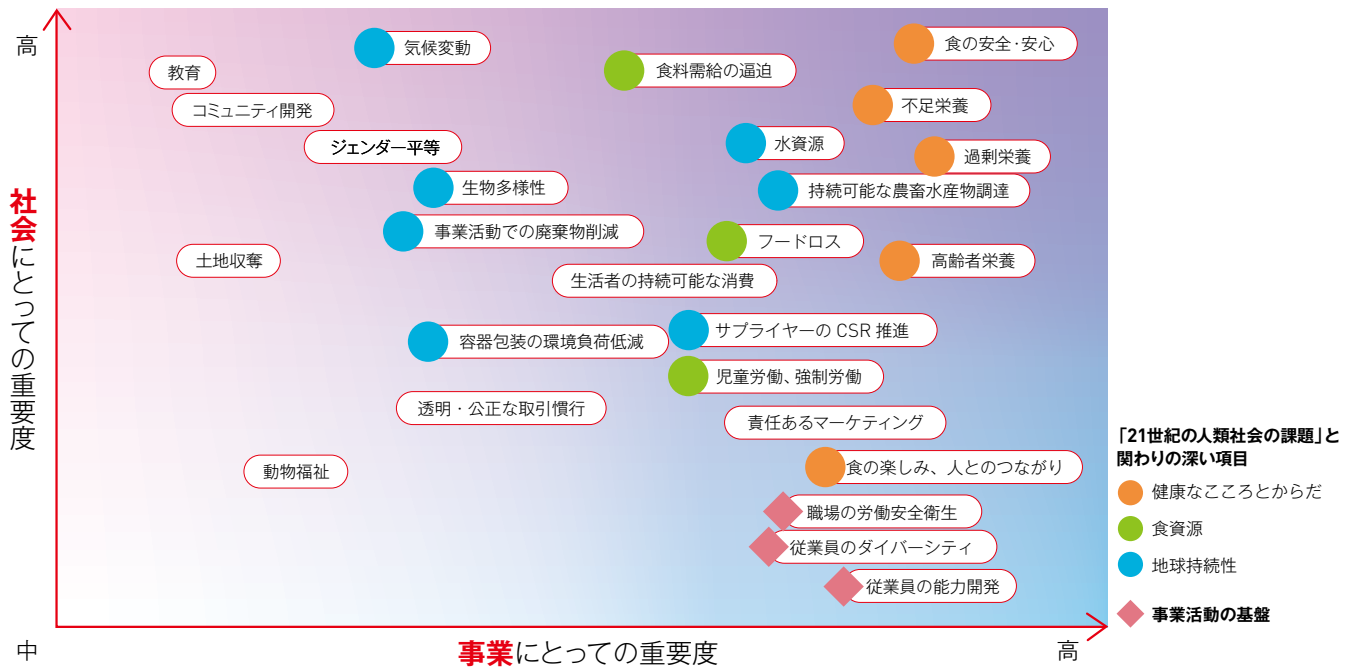 高
気候変動
食の安全・安心
教育
食料需給の逼迫
コミュニティ開発
不足栄養
ジェンダー平等
水資源
過剰栄養
生物多様性
持続可能な農畜水産物調達
事業活動での廃棄物削減
フードロス
土地収奪
高齢者栄養
生活者の持続可能な消費
サプライヤーの CSR 推進
容器包装の環境負荷低減
児童労働、強制労働
透明・公正な取引慣行
責任あるマーケティング
動物福祉
食の楽しみ、人とのつながり
職場の労働安全衛生
従業員のダイバーシティ
従業員の能力開発
社会にとっての重要度
中
事業にとっての重要度
高
「21世紀の人類社会の課題」と
関わりの深い項目
健康なこころとからだ
食資源
地球持続性
事業活動の基盤